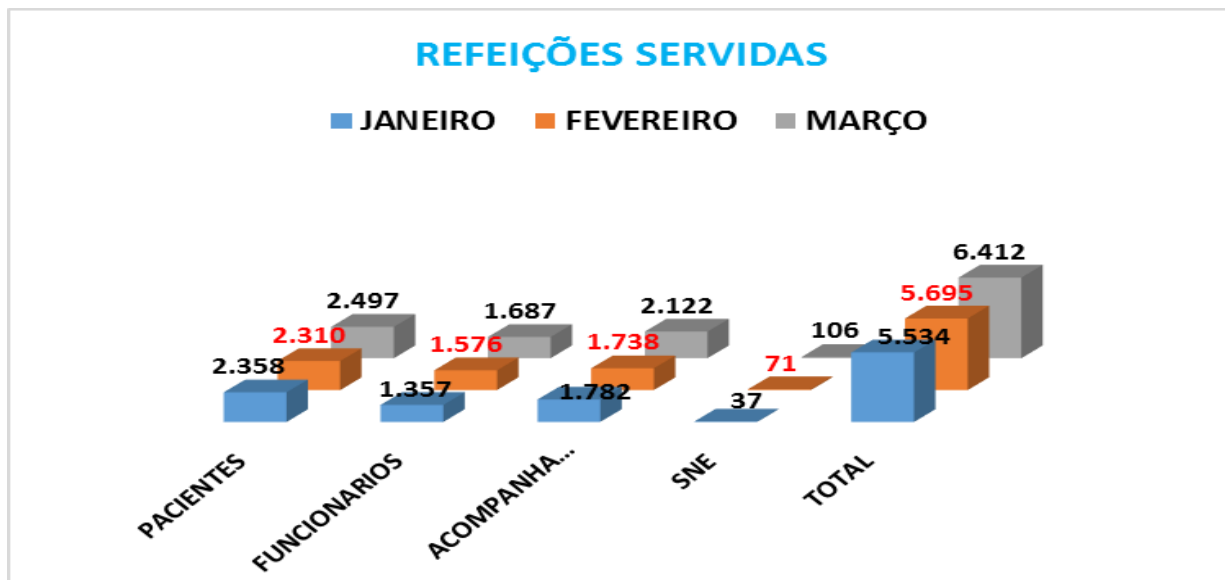 REFEIÇÕES SERVIDAS
JANEIRO FEVEREIRO MARÇO
2.358 2.310 2.497
1.357 1.576 1.687
1.782 1.738 2.122
37 71 106
5.534 5.695 6.412
PACIENTES
FUNCIONARIOS
ACOMPANHA...
SNE
TOTAL